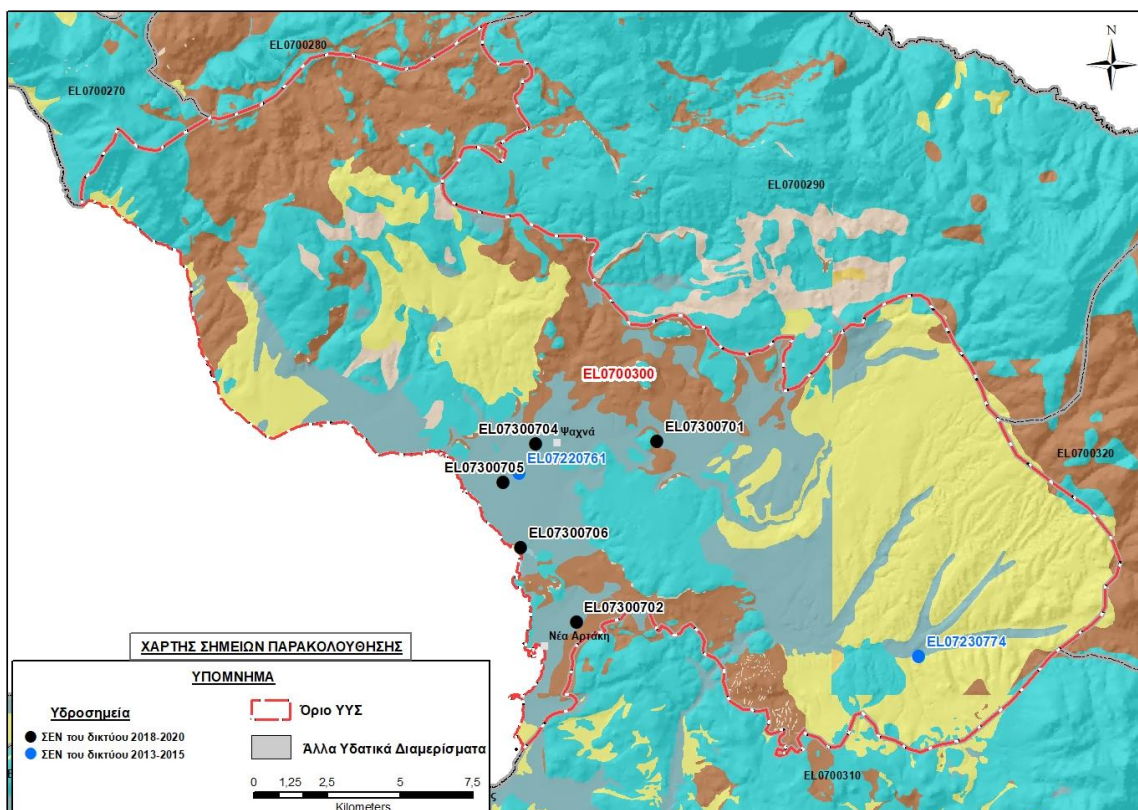 EL0700280
N
EL0700270
EL0700290
EL0700300
EL07300704
Ψαχνά
EL07300701
EL07220761
EL0700320
EL07300705
EL07300706
EL07300702
Νέα Αρτάκη
EL07230774
EL0700310
ΧΑΡΤΗΣ ΣΗΜΕΙΩΝ ΠΑΡΑΚΟΛΟΥΘΗΣΗΣ
ΥΠΟΜΝΗΜΑ
Υδροσημεία
ΣΕΝ του δικτύου 2018-2020
ΣΕΝ του δικτύου 2013-2015
Όριο ΥΥΣ
Άλλα Υδατικά Διαμερίσματα
0 1,25 2,5 5 7,5
Kilometers